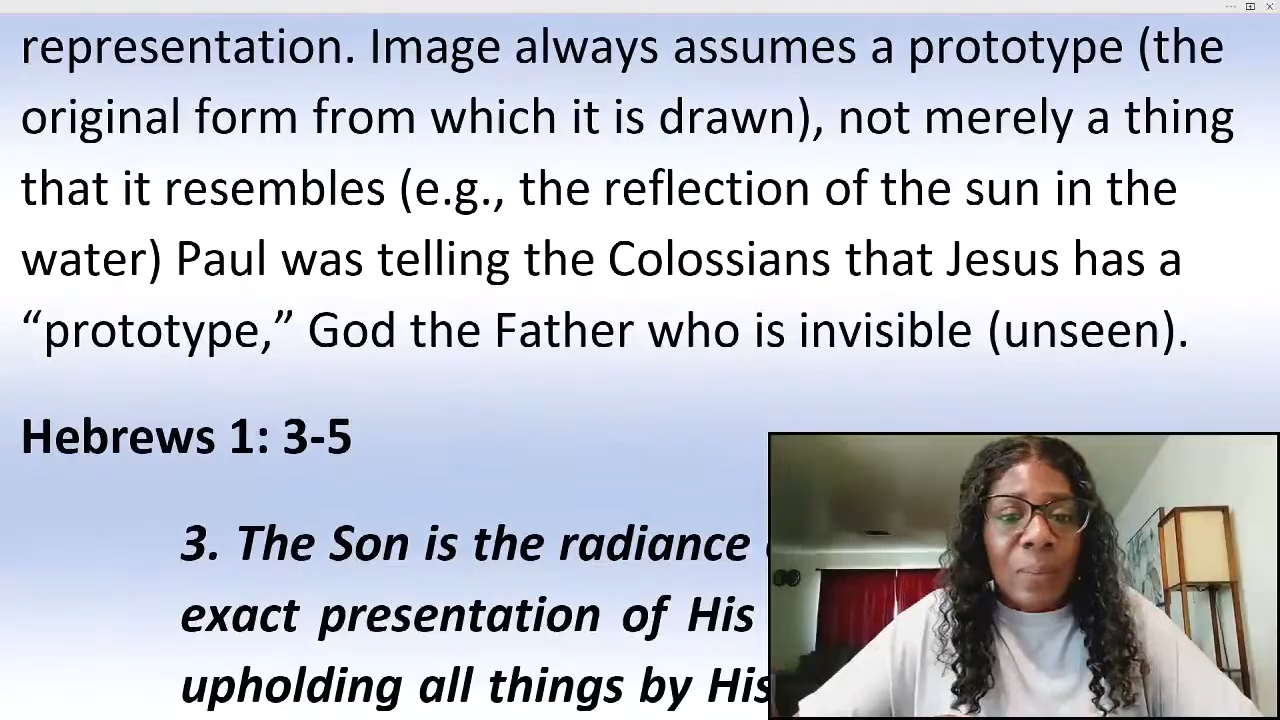 representation. Image always assumes a prototype (the
original form from which it is drawn), not merely a thing
that it resembles (e.g., the reflection of the sun in the
water) Paul was telling the Colossians that Jesus has a
“prototype,” God the Father who is invisible (unseen).
Hebrews 1: 3-5
3. The Son is the radiance
exact presentation of His
upholding all things by His